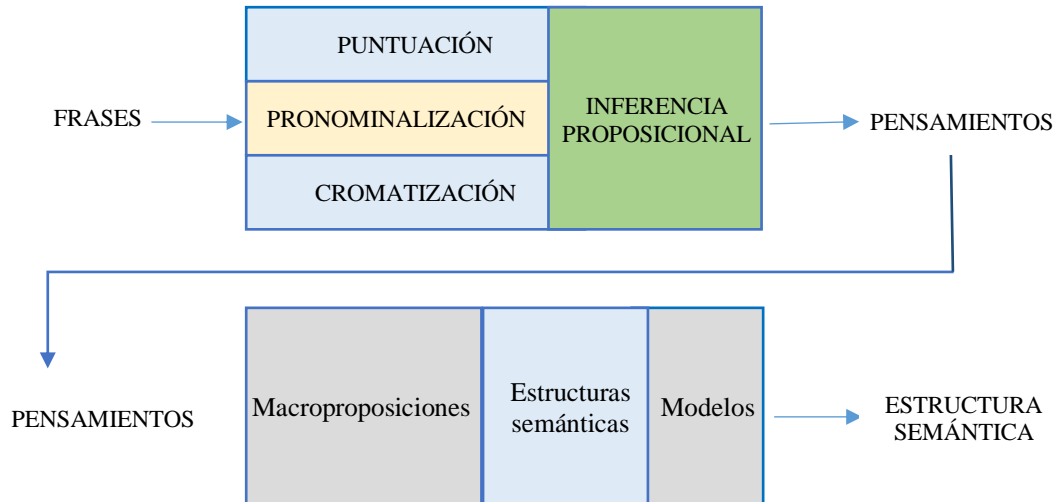 PUNTUACIÓN
FRASES
PRONOMINALIZACIÓN
CROMATIZACIÓN
INFERENCIA
PROPOSICIONAL
PENSAMIENTOS
PENSAMIENTOS
Macroproposiciones
Estructuras
semánticas
Modelos
ESTRUCTURA
SEMÁNTICA